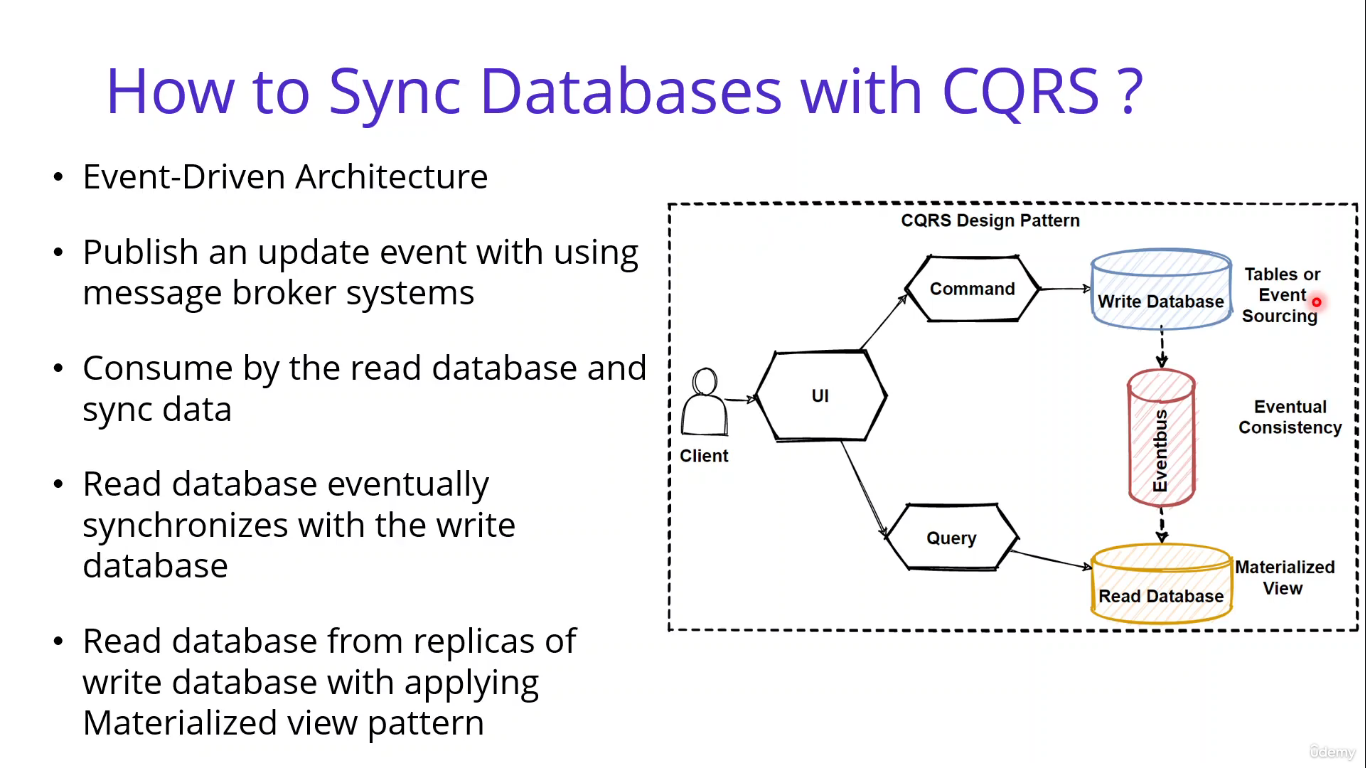 How to Sync Databases with CQRS ?
• Event-Driven Architecture
• Publish an update event with using
message broker systems
• Consume by the read database and
sync data
• Read database eventually
synchronizes with the write
database
• Read database from replicas of
write database with applying
Materialized view pattern
CQRS Design Pattern
Client
UI
Command
Query
Write Database
Tables or
Event
Sourcing
Eventbus
Eventual
Consistency
Read Database
Materialized
View
ûdemy